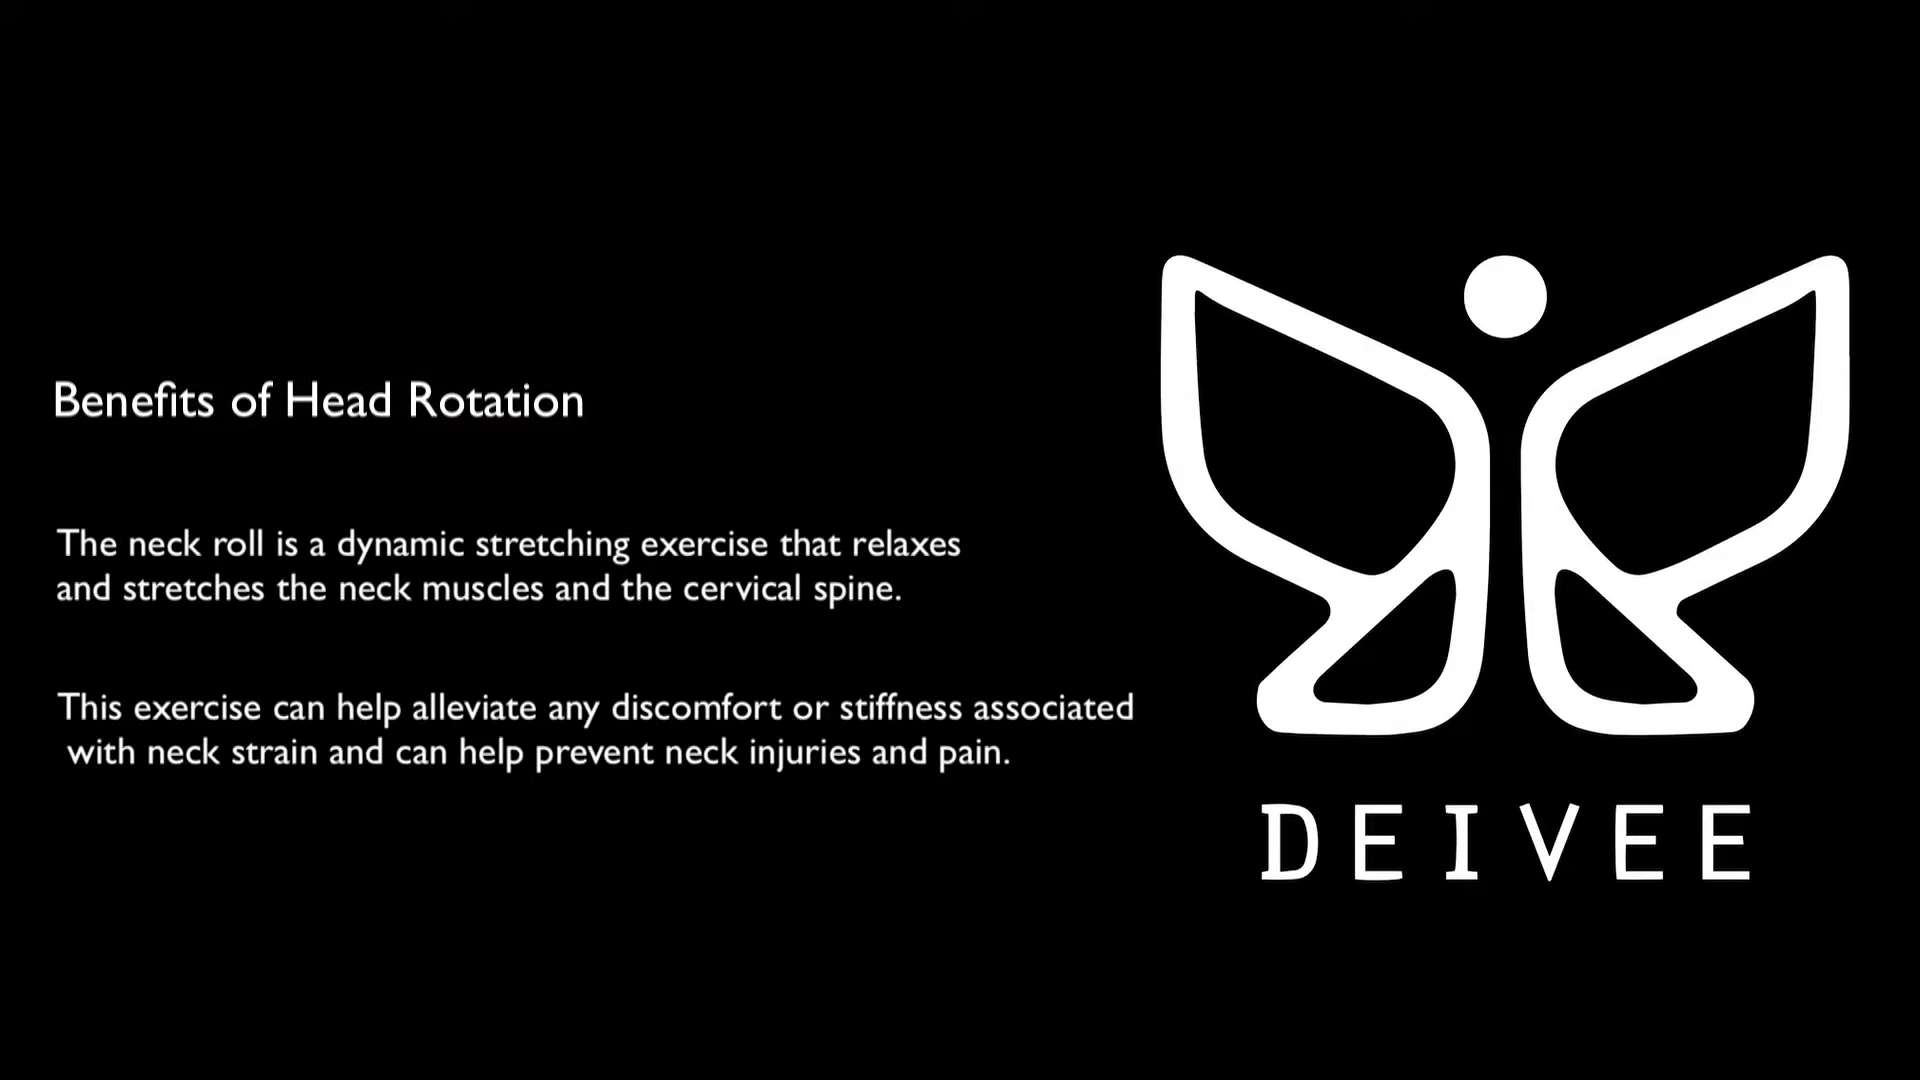 Benefits of Head Rotation
The neck roll is a dynamic stretching exercise that relaxes
and stretches the neck muscles and the cervical spine.
This exercise can help alleviate any discomfort or stiffness associated
with neck strain and can help prevent neck injuries and pain.
DEIVEE